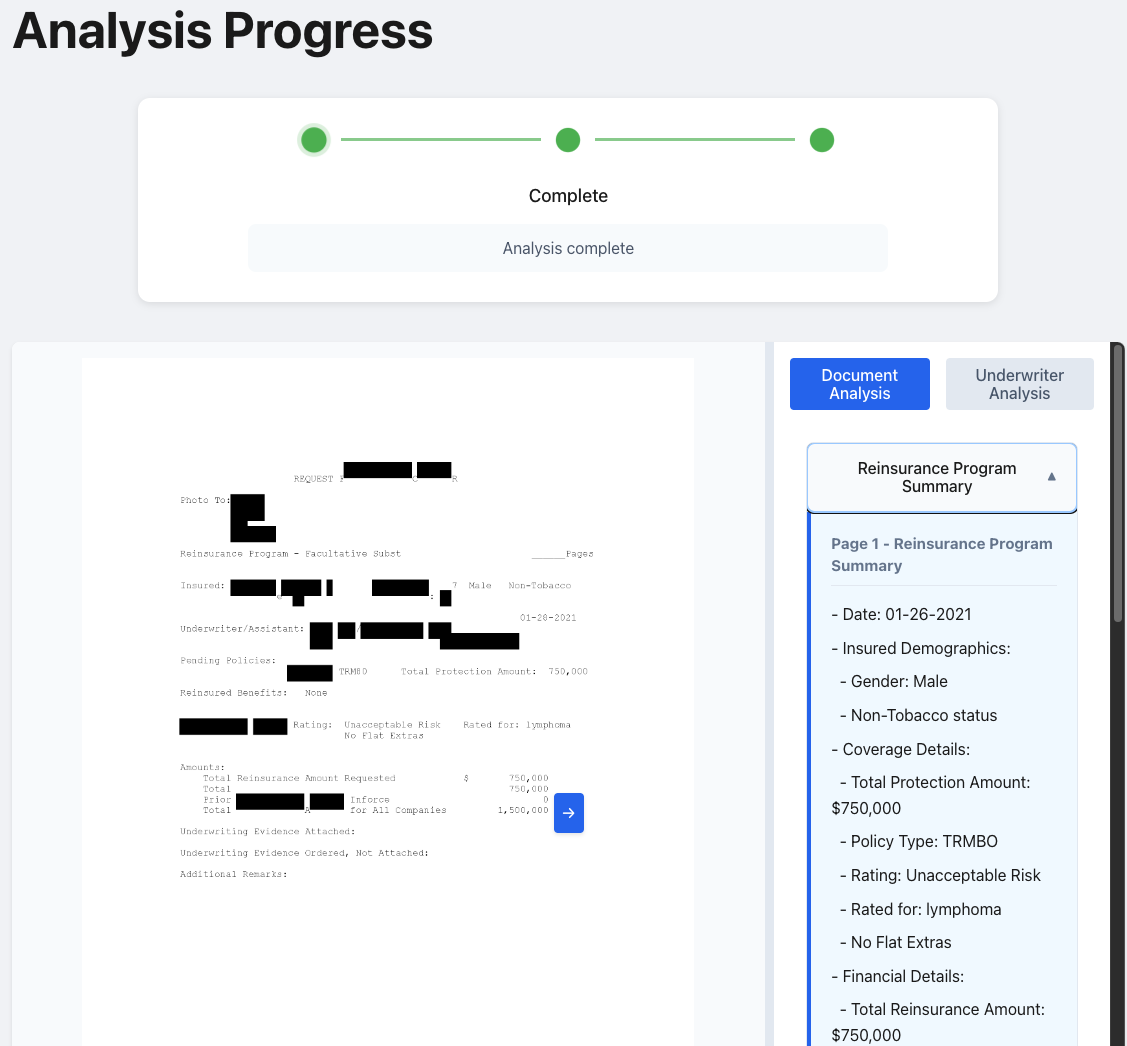 Analysis Progress
Complete
Analysis complete
REQUEST
Photo To:
Reinsurance Program - Facultative Subst ______Pages
Insured: 7 Male Non-Tobacco
01-28-2021
Underwriter/Assistant:
Pending Policies:
TRM80 Total Protection Amount: 750,000
Reinsured Benefits: None
Rating: Unacceptable Risk Rated for: lymphoma
No Flat Extras
Amounts:
Total Reinsurance Amount Requested $ 750,000
Total 750,000
Prior Inforce 0
Total for All Companies 1,500,000
Underwriting Evidence Attached:
Underwriting Evidence Ordered, Not Attached:
Additional Remarks:
→
Document
Analysis
Underwriter
Analysis
Reinsurance Program
Summary
▲
Page 1 - Reinsurance Program
Summary
- Date: 01-26-2021
- Insured Demographics:
- Gender: Male
- Non-Tobacco status
- Coverage Details:
- Total Protection Amount:
$750,000
- Policy Type: TRMBO
- Rating: Unacceptable Risk
- Rated for: lymphoma
- No Flat Extras
- Financial Details:
- Total Reinsurance Amount:
$750,000